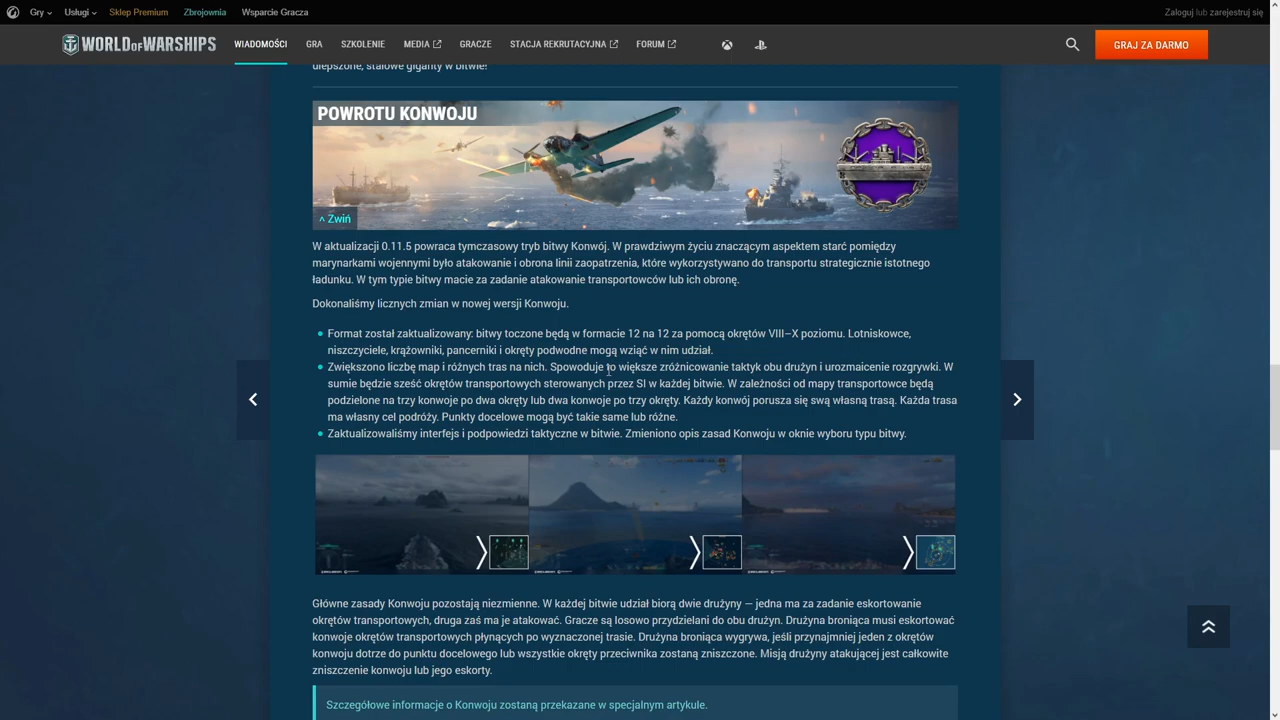 Gry
Usługi
Sklep Premium
Zbrojownia
Wsparcie Gracza
Zaloguj lub zarejestruj się
WORLD OF WARSHIPS
WIADOMOŚCI
GRA
SZKOLENIE
MEDIA
GRACZE
STACJA REKRUTACYJNA
FORUM
GRAJ ZA DARMO
ulepszone, stalowe giganty w bitwie!
POWROTU KONWOJU
^ Zwiń
W aktualizacji 0.11.5 powraca tymczasowy tryb bitwy Konwój. W prawdziwym życiu znaczącym aspektem starć pomiędzy
marynarkami wojennymi było atakowanie i obrona linii zaopatrzenia, które wykorzystywano do transportu strategicznie istotnego
ładunku. W tym typie bitwy macie za zadanie atakowanie transportowców lub ich obronę.
Dokonaliśmy licznych zmian w nowej wersji Konwoju.
Format został zaktualizowany: bitwy toczone będą w formacie 12 na 12 za pomocą okrętów VIII–X poziomu. Lotniskowce,
niszczyciele, krążowniki, pancerniki i okręty podwodne mogą wziąć w nim udział.
Zwiększono liczbę map i różnych tras na nich. Spowoduje to większe zróżnicowanie taktyk obu drużyn i urozmaicenie rozgrywki. W
sumie będzie sześć okrętów transportowych sterowanych przez SI w każdej bitwie. W zależności od mapy transportowce będą
podzielone na trzy konwoje po dwa okręty lub dwa konwoje po trzy okręty. Każdy konwój porusza się swą własną trasą. Każda trasa
ma własny cel podróży. Punkty docelowe mogą być takie same lub różne.
Zaktualizowaliśmy interfejs i podpowiedzi taktyczne w bitwie. Zmieniono opis zasad Konwoju w oknie wyboru typu bitwy.
Główne zasady Konwoju pozostają niezmienne. W każdej bitwie udział biorą dwie drużyny — jedna ma za zadanie eskortowanie
okrętów transportowych, druga zaś ma je atakować. Gracze są losowo przydzielani do obu drużyn. Drużyna broniąca musi eskortować
konwoje okrętów transportowych płynących po wyznaczonej trasie. Drużyna broniąca wygrywa, jeśli przynajmniej jeden z okrętów
konwoju dotrze do punktu docelowego lub wszystkie okręty przeciwnika zostaną zniszczone. Misją drużyny atakującej jest całkowite
zniszczenie konwoju lub jego eskorty.
Szczegółowe informacje o Konwoju zostaną przekazane w specjalnym artykule.